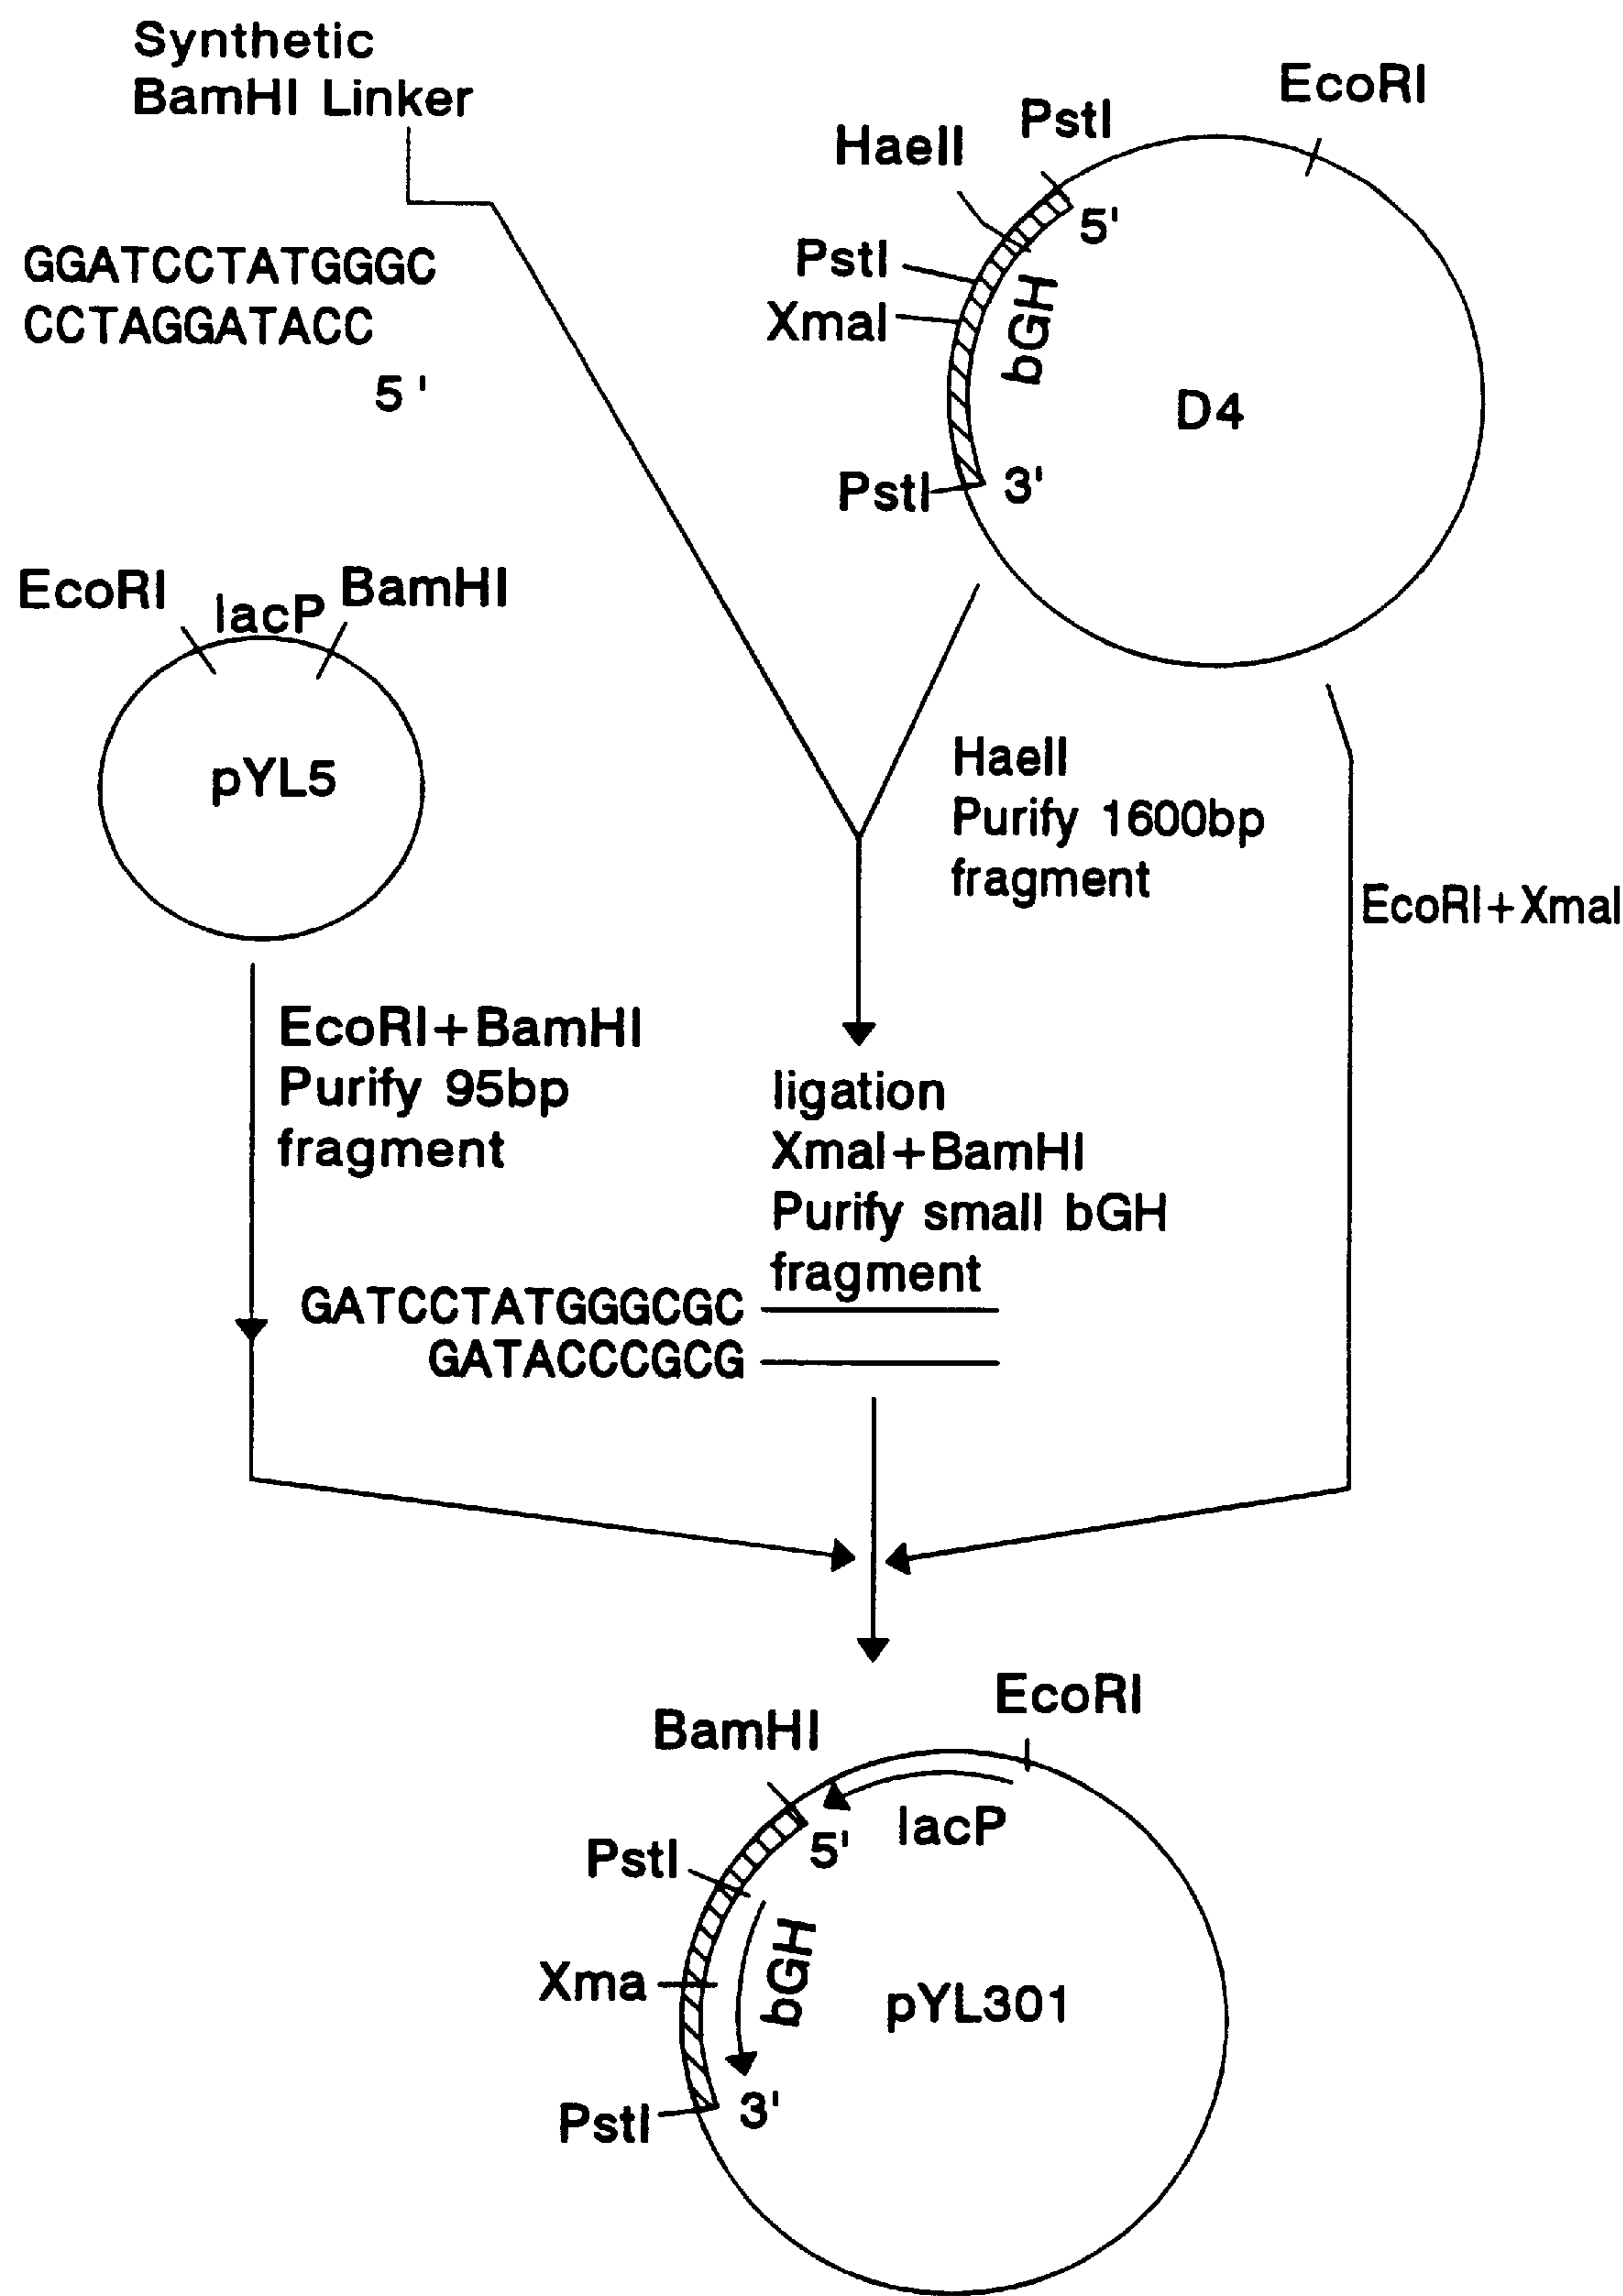 Synthetic
BamHI Linker
GGATCCTATGGGC
CCTAGGATACC
5'
EcoRI
PstI
HaeII
5'
PstI
XmaI
bGH
D4
PstI
3'
EcoRI
lacP
BamHI
pYL5
HaeII
Purify 1600bp
fragment
EcoRI+XmaI
EcoRI+BamHI
Purify 95bp
fragment
ligation
XmaI+BamHI
Purify small bGH
fragment
GATCCTATGGGCGC
GATACCCGCG
EcoRI
BamHI
lacP
5'
PstI
bGH
Xma
pYL301
3'
PstI